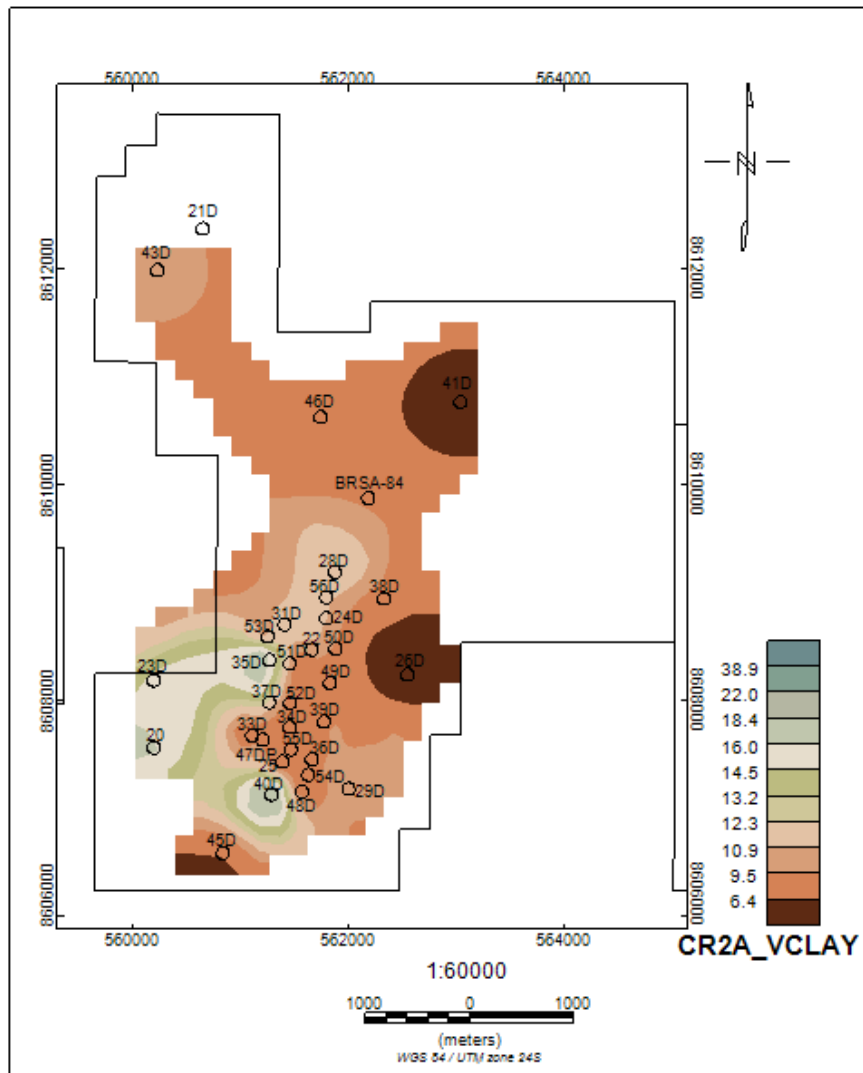 560000 562000 564000
N
21D
43D
8612000 8612000
41D
46D
BRSA-84
8610000 8610000
28D
56D 38D
31D 24D
53D 22 50D
35D 51D
23D 26D
49D
8608000 8608000
37D 52D
39D
34D
33D
20 55D
47DP 36D
25
54D
40D 29D
48D
45D
8606000 8606000
560000 562000 564000
38.9
22.0
18.4
16.0
14.5
13.2
12.3
10.9
9.5
6.4
CR2A_VCLAY
1:60000
1000 0 1000
(meters)
WGS 84 / UTM zone 24S